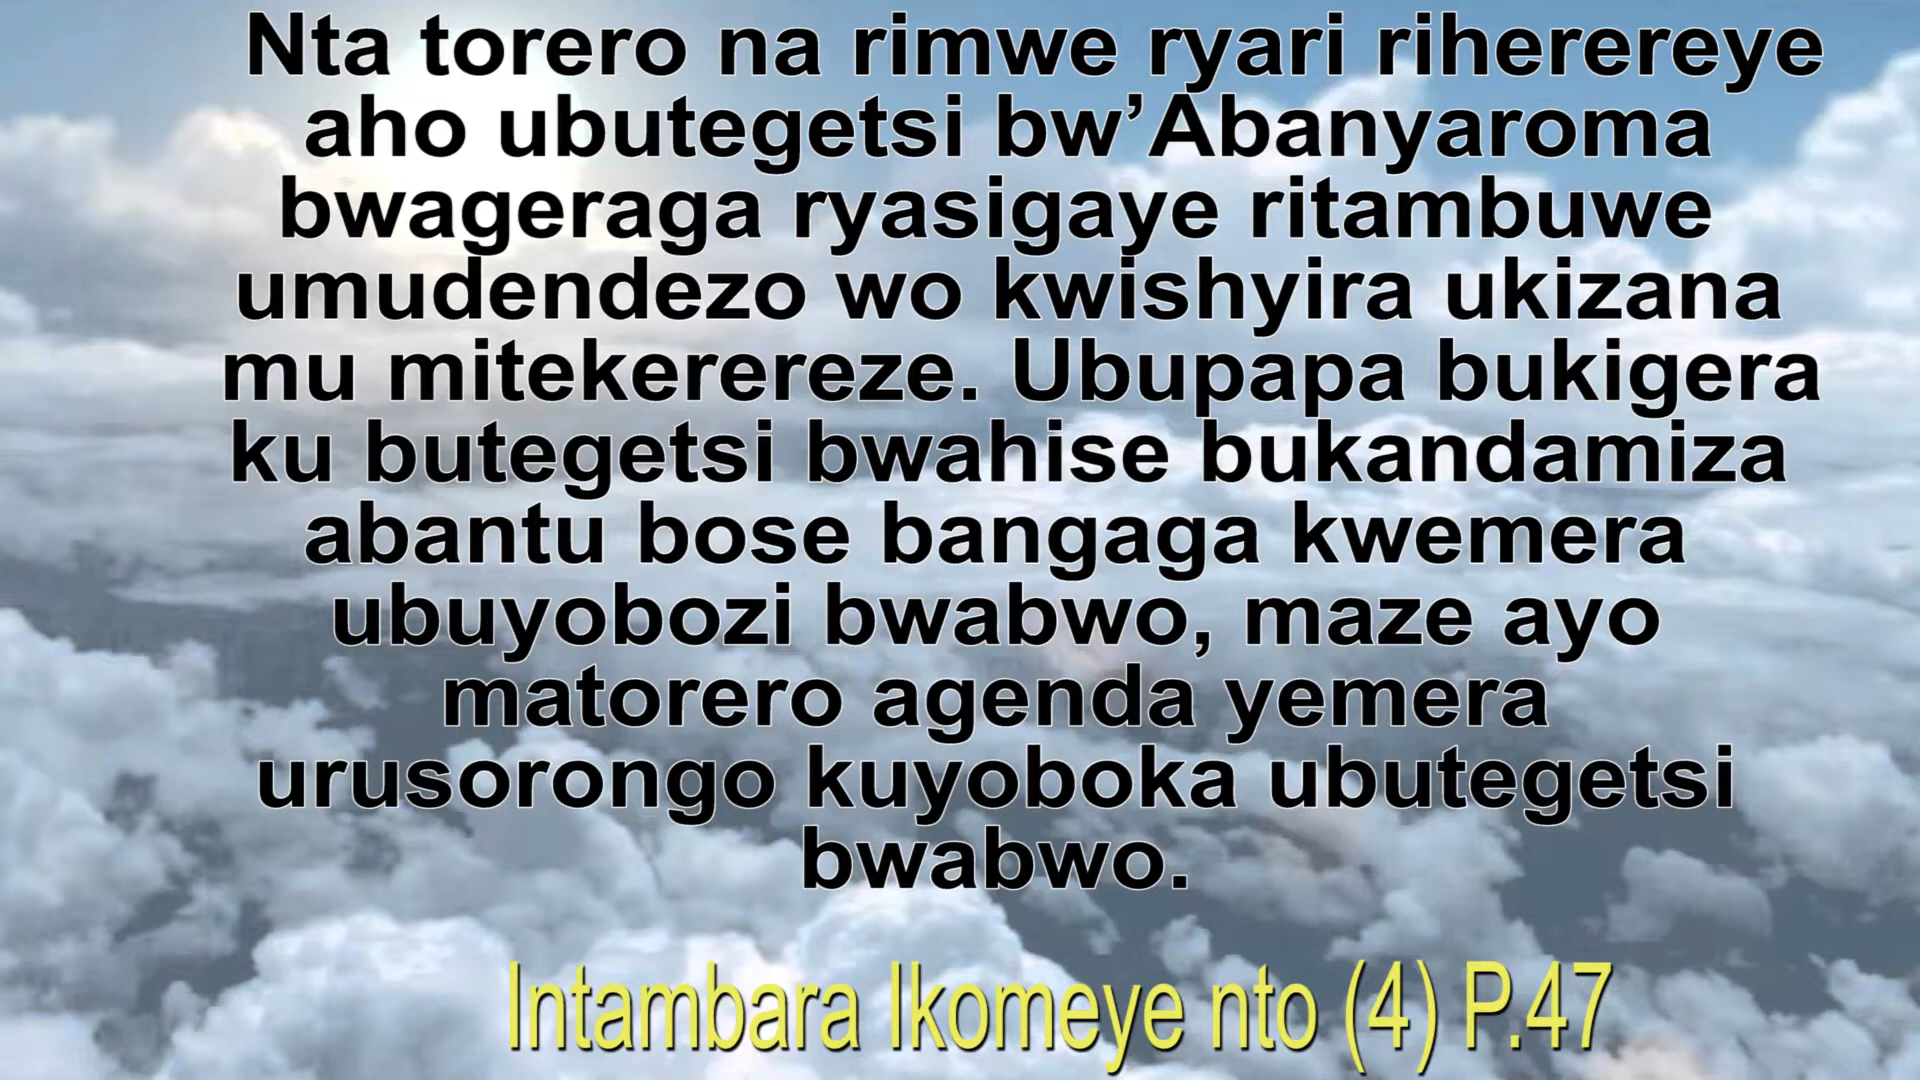 Nta torero na rimwe ryari riherereye
aho ubutegetsi bw’Abanyaroma
bwageraga ryasigaye ritambuwe
umudendezo wo kwishyira ukizana
mu mitekerereze. Ubupapa bukigera
ku butegetsi bwahise bukandamiza
abantu bose bangaga kwemera
ubuyobozi bwabwo, maze ayo
matorero agenda yemera
urusorongo kuyoboka ubutegetsi
bwabwo.
Intambara Ikomeye nto (4) P.47